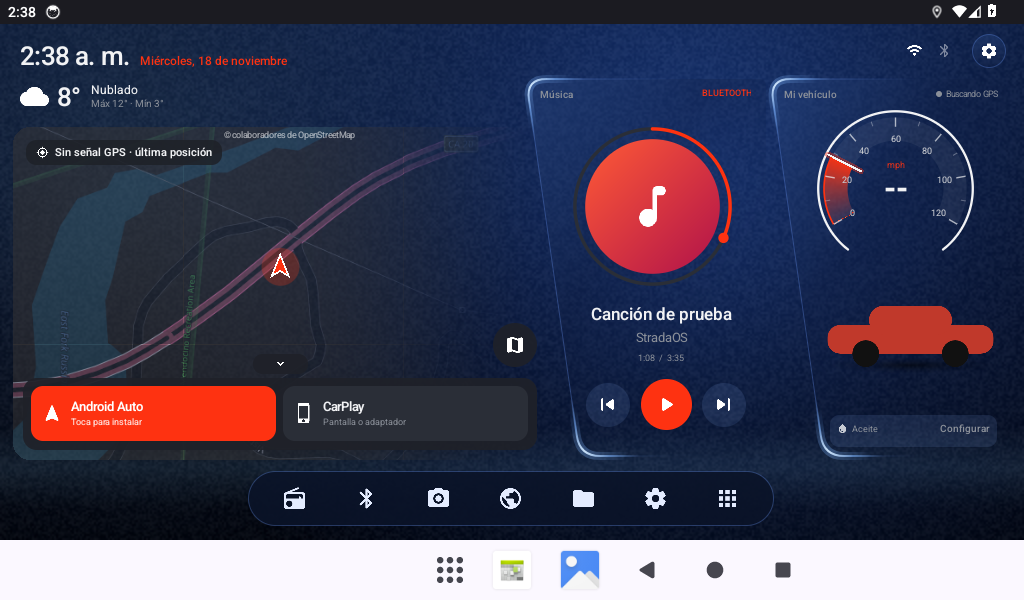 2:38
2:38 a. m. Miércoles, 18 de noviembre
8° Nublado
Máx 12° · Mín 3°
© colaboradores de OpenStreetMap
Sin señal GPS · última posición
Música
BLUETOOTH
Canción de prueba
StradaOS
1:08 / 3:35
Mi vehículo
Buscando GPS
0
20
40
60
80
100
120
mph
--
Aceite
Configurar
Android Auto
Toca para instalar
CarPlay
Pantalla o adaptador